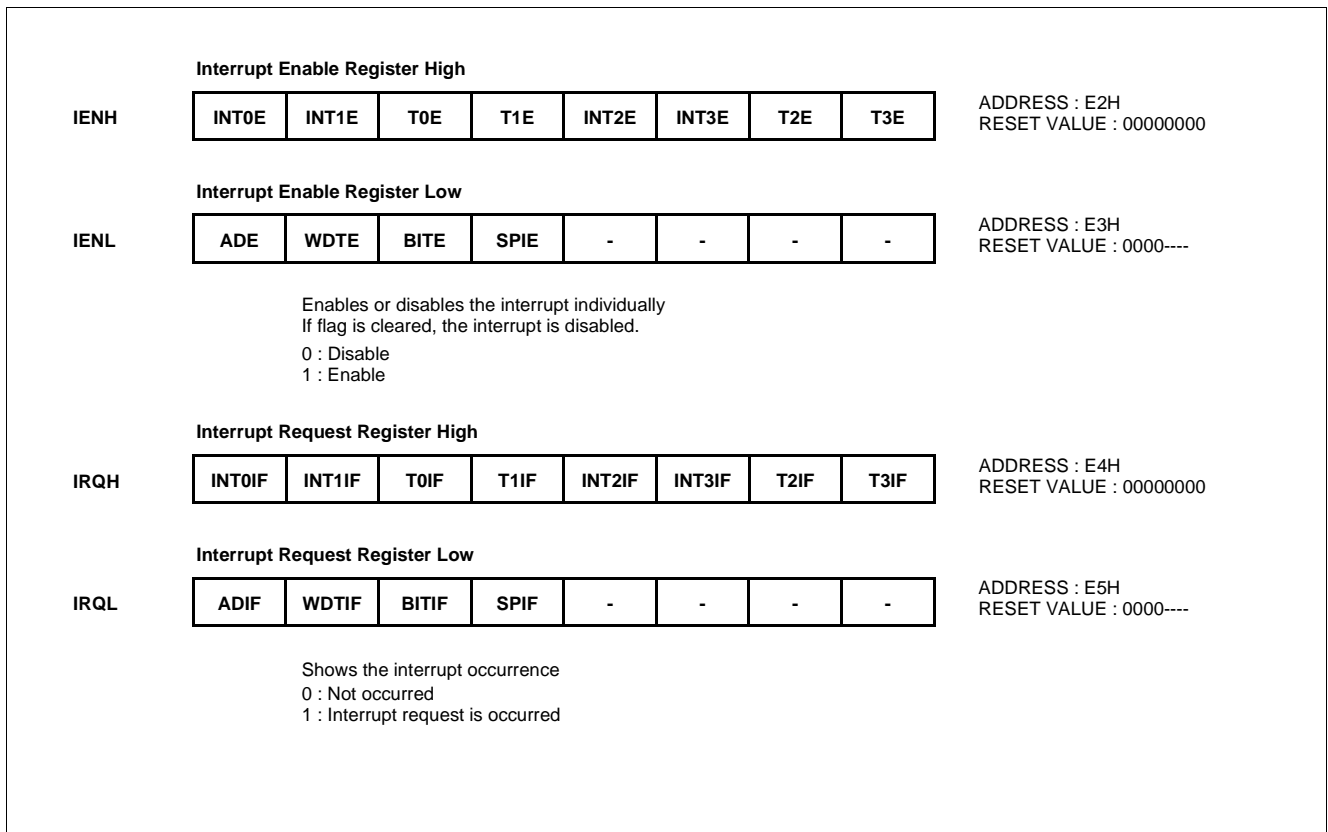 Interrupt Enable Register High
IENH INT0E INT1E T0E T1E INT2E INT3E T2E T3E ADDRESS : E2H
RESET VALUE : 00000000
Interrupt Enable Register Low
IENL ADE WDTE BITE SPIE - - - - ADDRESS : E3H
RESET VALUE : 0000----
Enables or disables the interrupt individually
If flag is cleared, the interrupt is disabled.
0 : Disable
1 : Enable
Interrupt Request Register High
IRQH INT0IF INT1IF T0IF T1IF INT2IF INT3IF T2IF T3IF ADDRESS : E4H
RESET VALUE : 00000000
Interrupt Request Register Low
IRQL ADIF WDTIF BITIF SPIF - - - - ADDRESS : E5H
RESET VALUE : 0000----
Shows the interrupt occurrence
0 : Not occurred
1 : Interrupt request is occurred